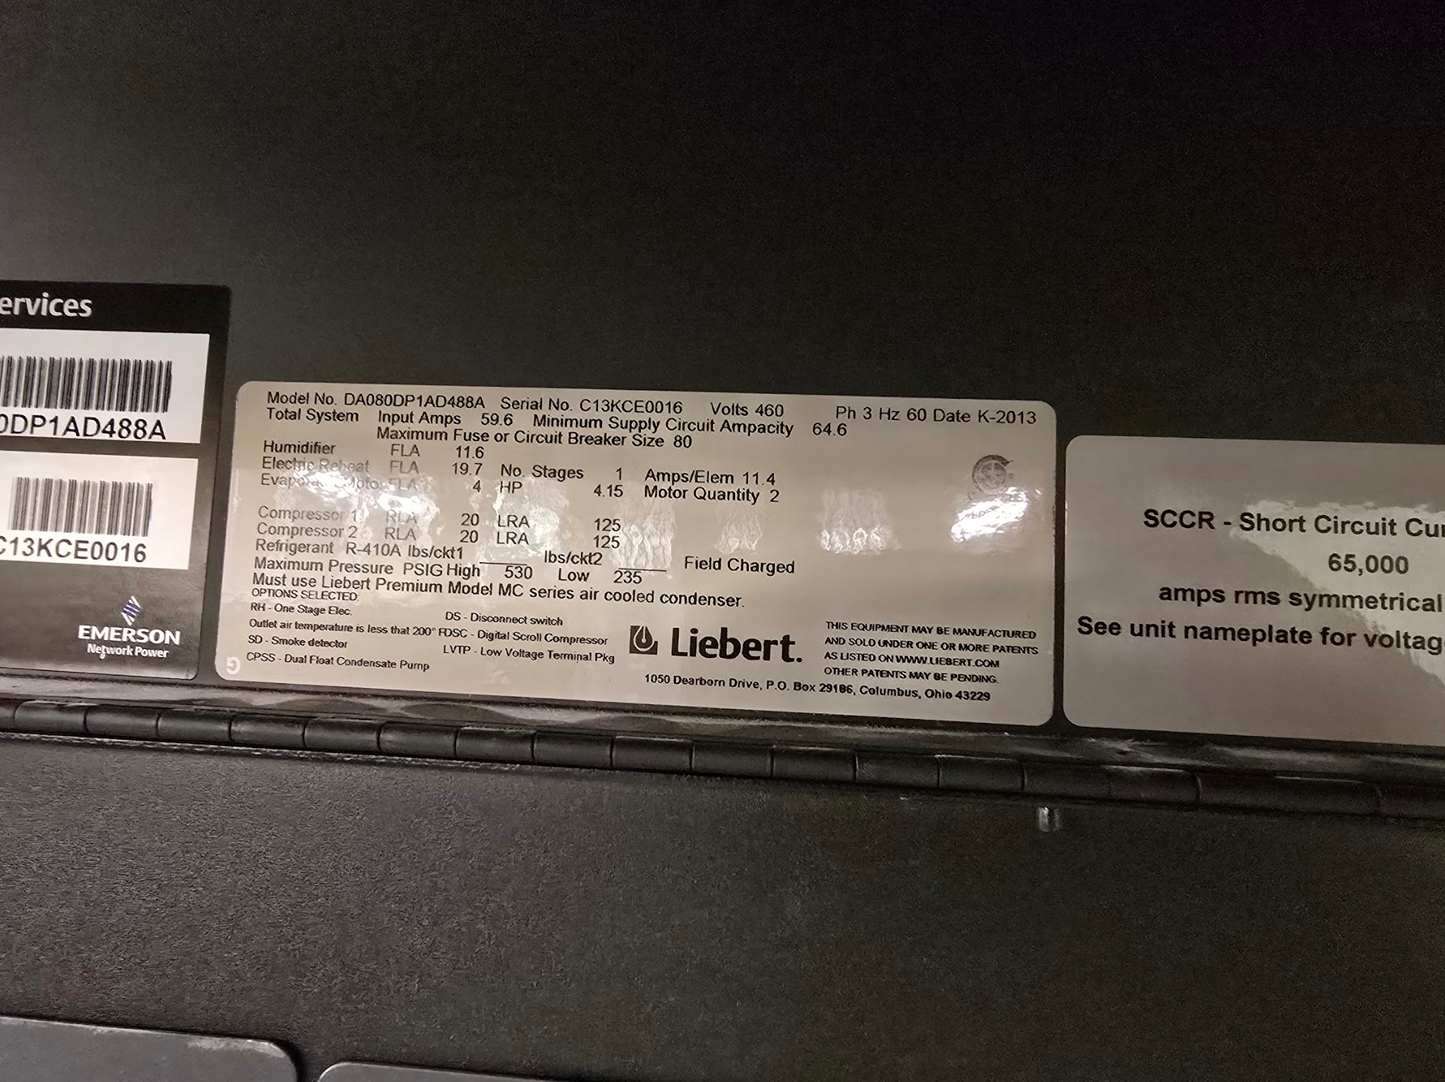 ervices
0DP1AD488A
C13KCE0016
EMERSON
Network Power
Model No. DA080DP1AD488A Serial No. C13KCE0016 Volts 460 Ph 3 Hz 60 Date K-2013
Total System Input Amps 59.6 Minimum Supply Circuit Ampacity 64.6
Maximum Fuse or Circuit Breaker Size 80
Humidifier FLA 11.6
Electric Reheat FLA 19.7 No. Stages 1 Amps/Elem 11.4
Evaporator Motor FLA 4 HP 4.15 Motor Quantity 2
Compressor 1 RLA 20 LRA 125
Compressor 2 RLA 20 LRA 125
Refrigerant R-410A lbs/ckt1 lbs/ckt2 Field Charged
Maximum Pressure PSIG High 530 Low 235
Must use Liebert Premium Model MC series air cooled condenser.
OPTIONS SELECTED:
RH - One Stage Elec. DS - Disconnect switch
Outlet air temperature is less that 200° F DSC - Digital Scroll Compressor
SD - Smoke detector LVTP - Low Voltage Terminal Pkg
CPSS - Dual Float Condensate Pump
Liebert.
THIS EQUIPMENT MAY BE MANUFACTURED
AND SOLD UNDER ONE OR MORE PATENTS
AS LISTED ON WWW.LIEBERT.COM
OTHER PATENTS MAY BE PENDING.
1050 Dearborn Drive, P.O. Box 29186, Columbus, Ohio 43229
SCCR - Short Circuit Cu
65,000
amps rms symmetrical
See unit nameplate for voltag